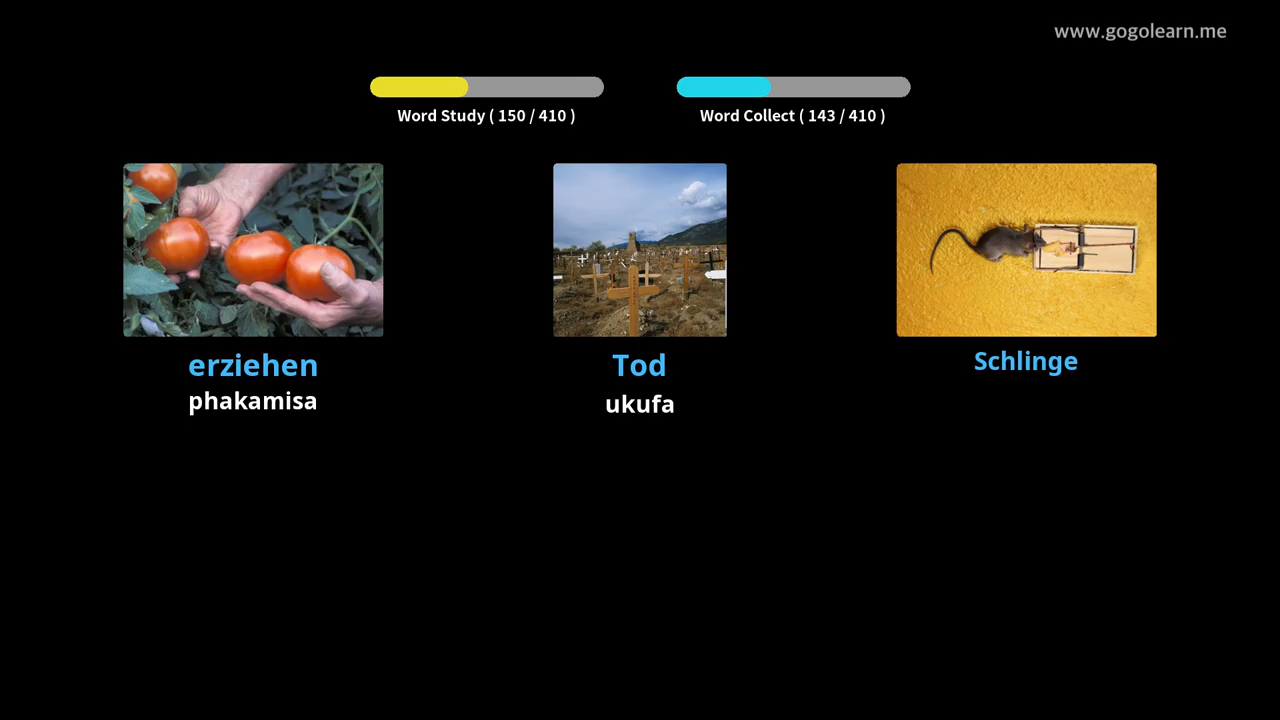 www.gogolearn.me
Word Study ( 150 / 410 )
Word Collect ( 143 / 410 )
erziehen
phakamisa
Tod
ukufa
Schlinge